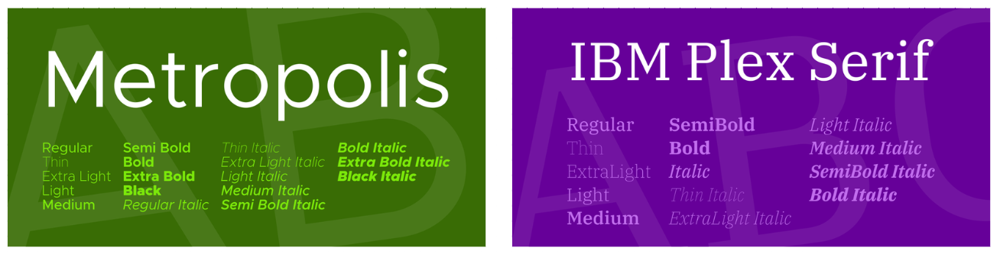 Metropolis
Regular
Thin
Extra Light
Light
Medium
Semi Bold
Bold
Extra Bold
Black
Regular Italic
Thin Italic
Extra Light Italic
Light Italic
Medium Italic
Semi Bold Italic
Bold Italic
Extra Bold Italic
Black Italic
IBM Plex Serif
Regular
Thin
ExtraLight
Light
Medium
SemiBold
Bold
Italic
Thin Italic
ExtraLight Italic
Light Italic
Medium Italic
SemiBold Italic
Bold Italic